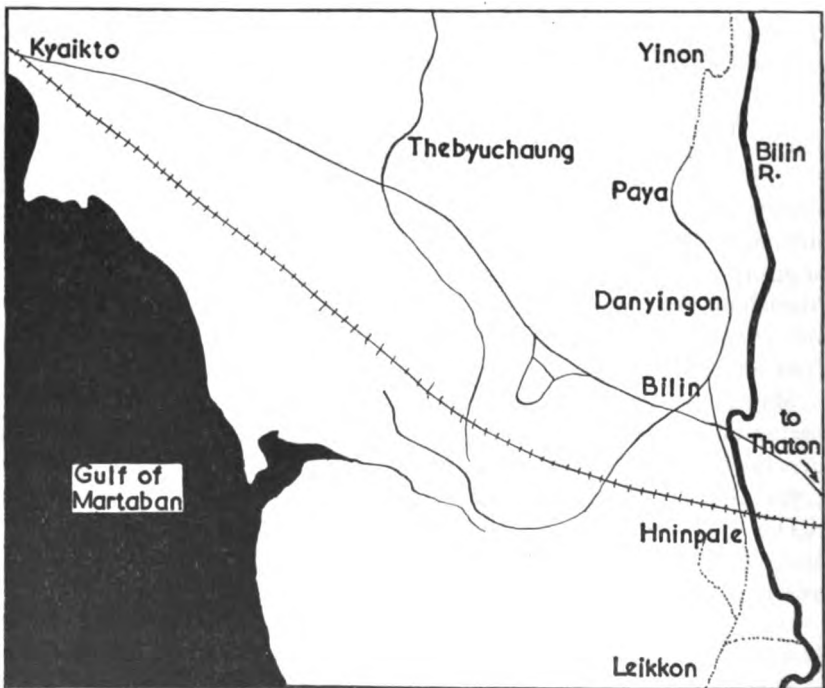 Kyaikto
Yinon
Thebyuchaung
Bilin
R.
Paya
Danyingon
Bilin
to
Thaton
Gulf of
Martaban
Hninpale
Leikkon